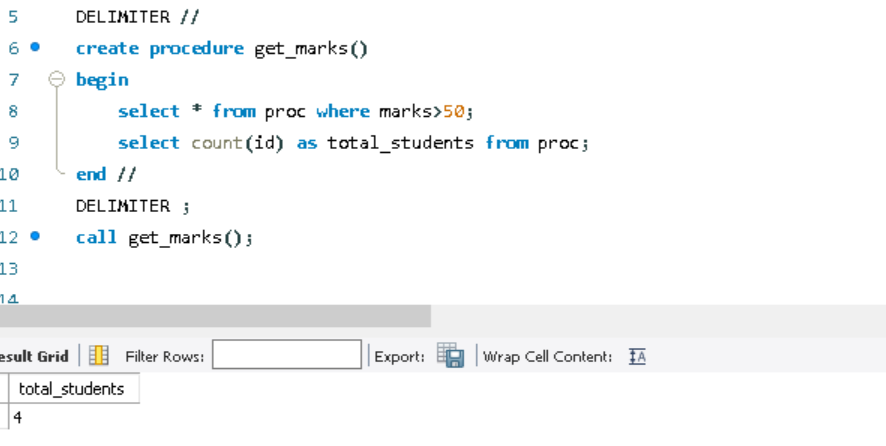 5 DELIMITER //
6 create procedure get_marks()
7 begin
8 select * from proc where marks>50;
9 select count(id) as total_students from proc;
10 end //
11 DELIMITER ;
12 call get_marks();
13
14
esult Grid Filter Rows: Export: Wrap Cell Content: IA
total_students
4